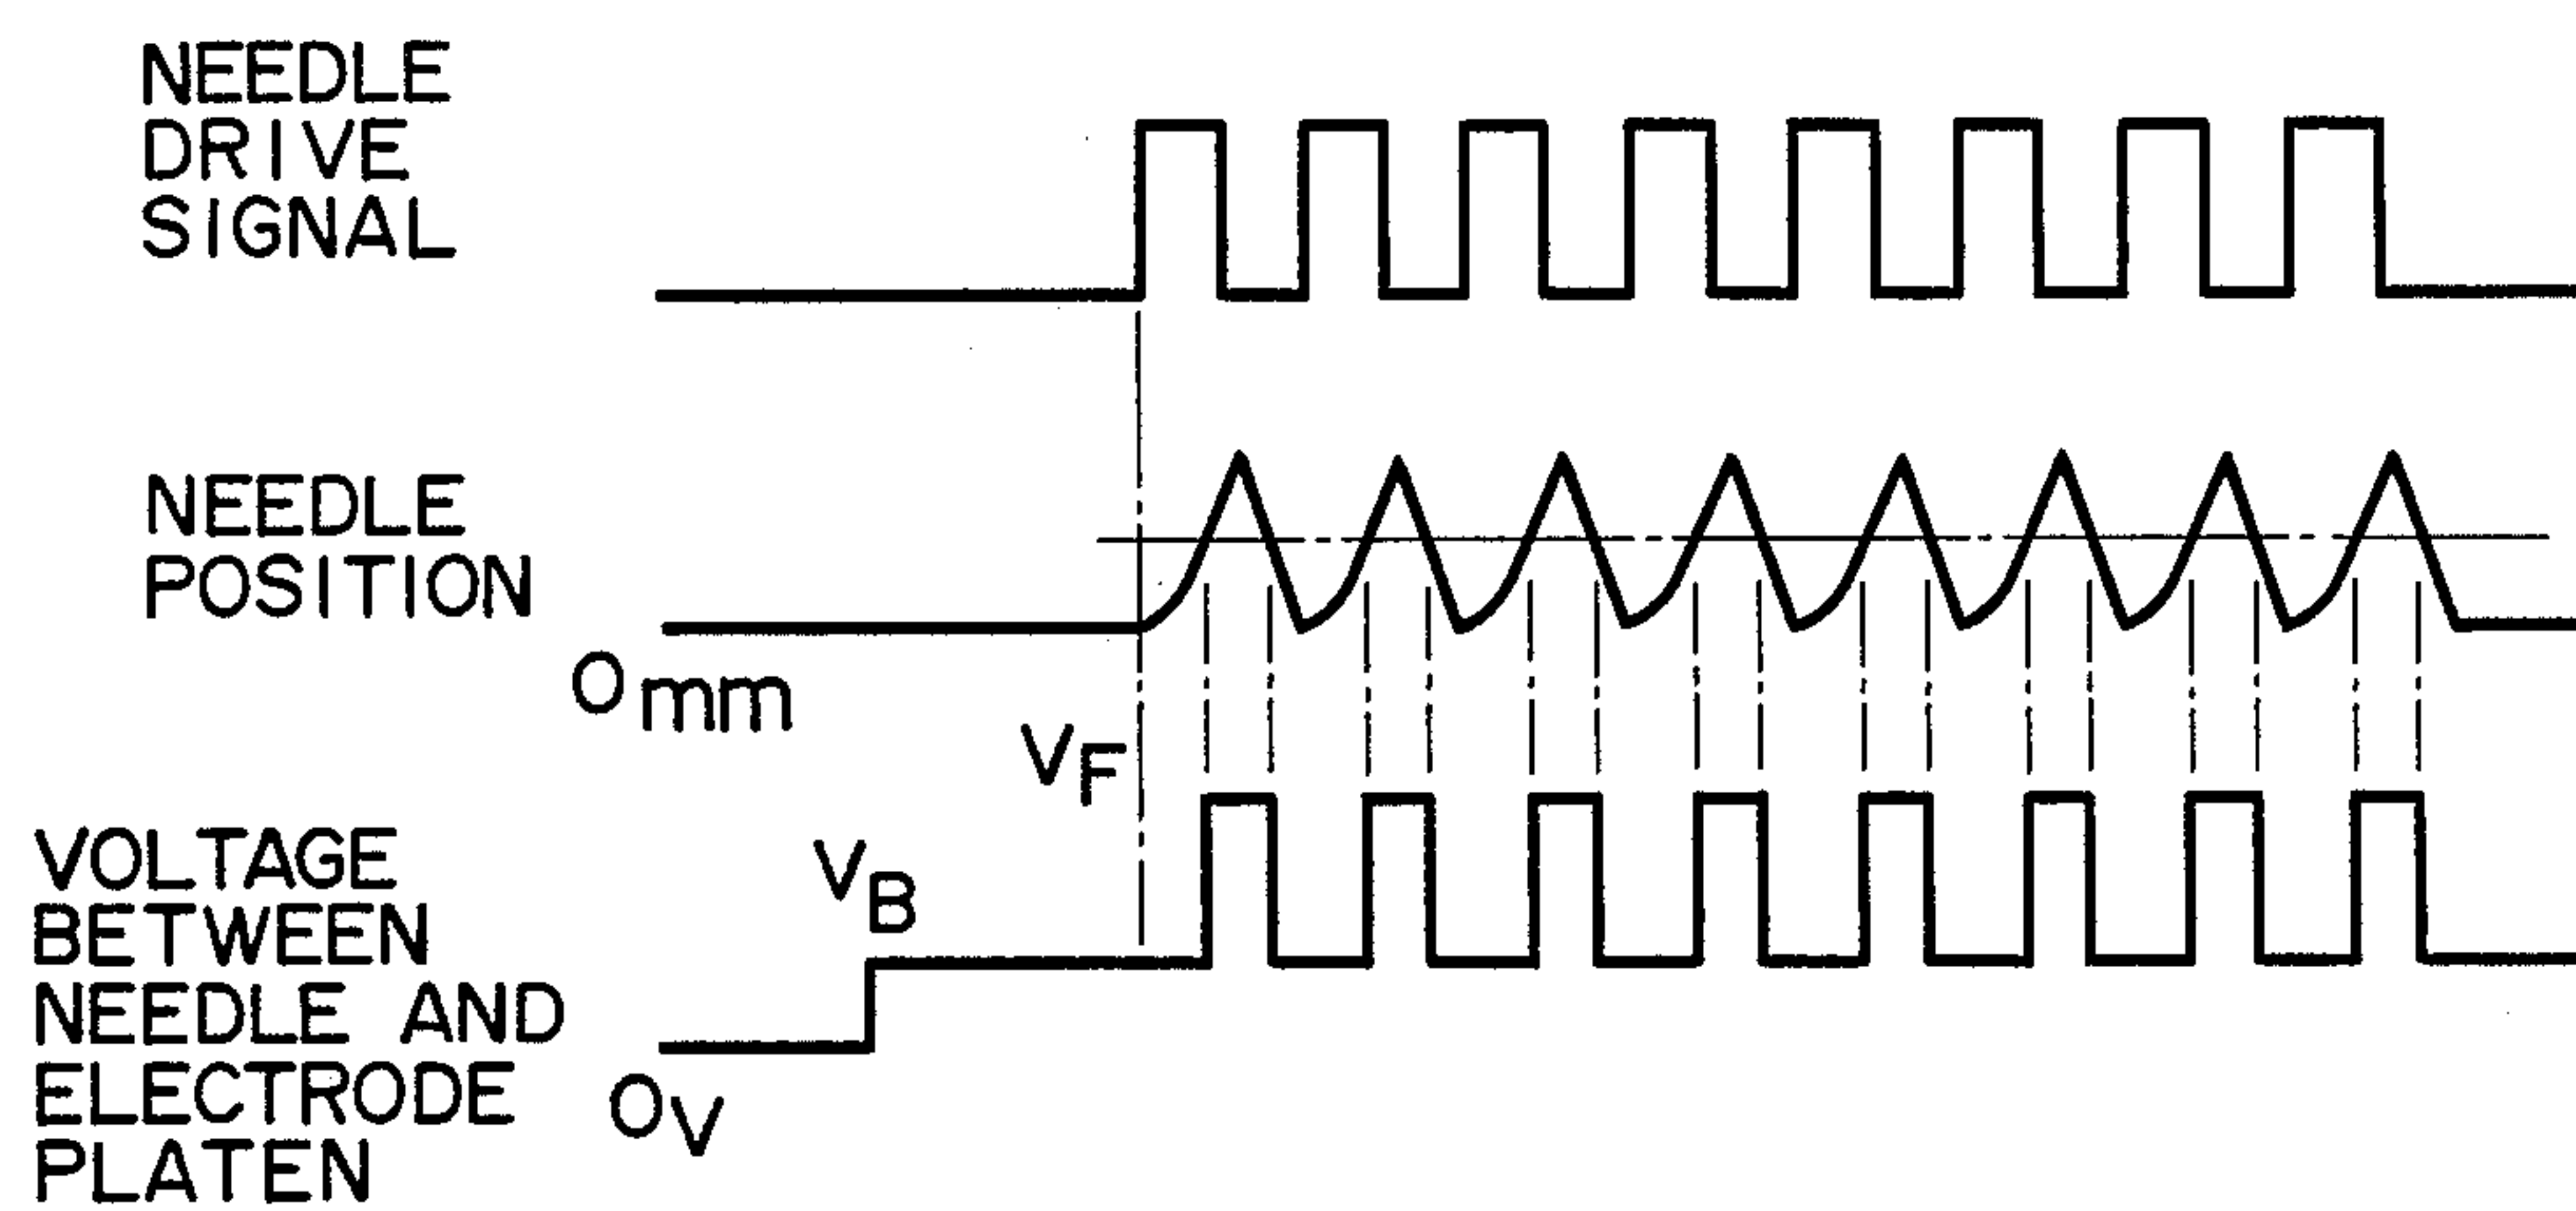 NEEDLE
DRIVE
SIGNAL
NEEDLE
POSITION
0mm
VF
VB
VOLTAGE
BETWEEN
NEEDLE AND
ELECTRODE
PLATEN
0V